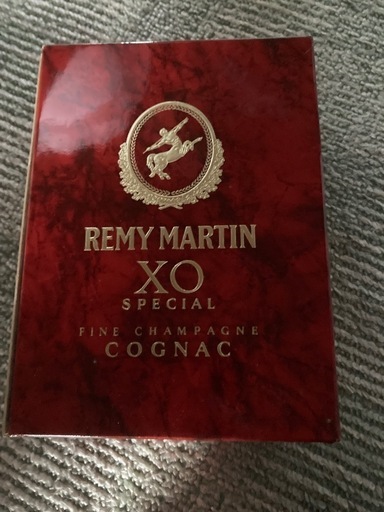 REMY MARTIN
XO
SPECIAL
FINE CHAMPAGNE
COGNAC